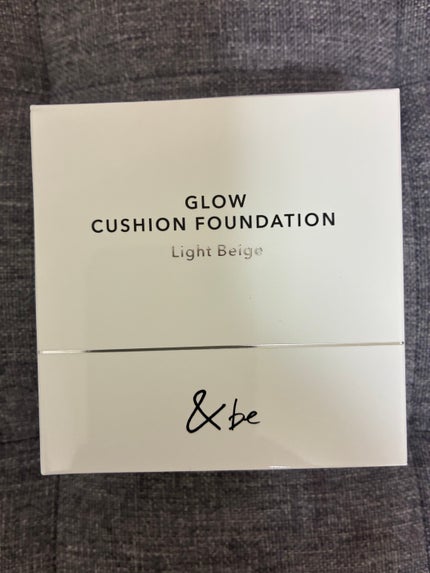 GLOW
CUSHION FOUNDATION
Light Beige
&be